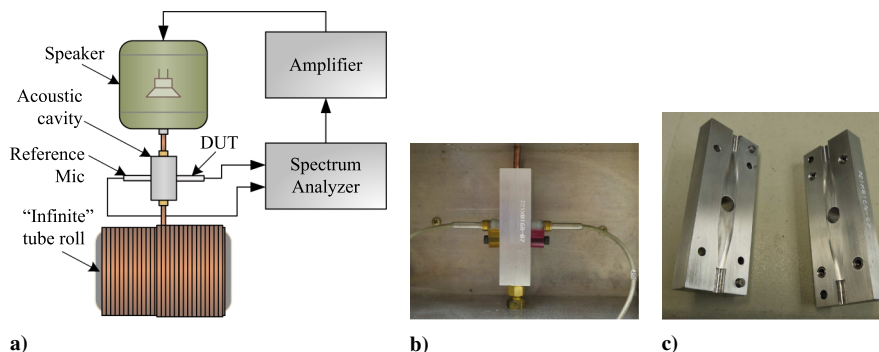 Speaker
Amplifier
Acoustic
cavity
DUT
Reference
Mic
Spectrum
Analyzer
“Infinite”
tube roll
a)
b)
c)